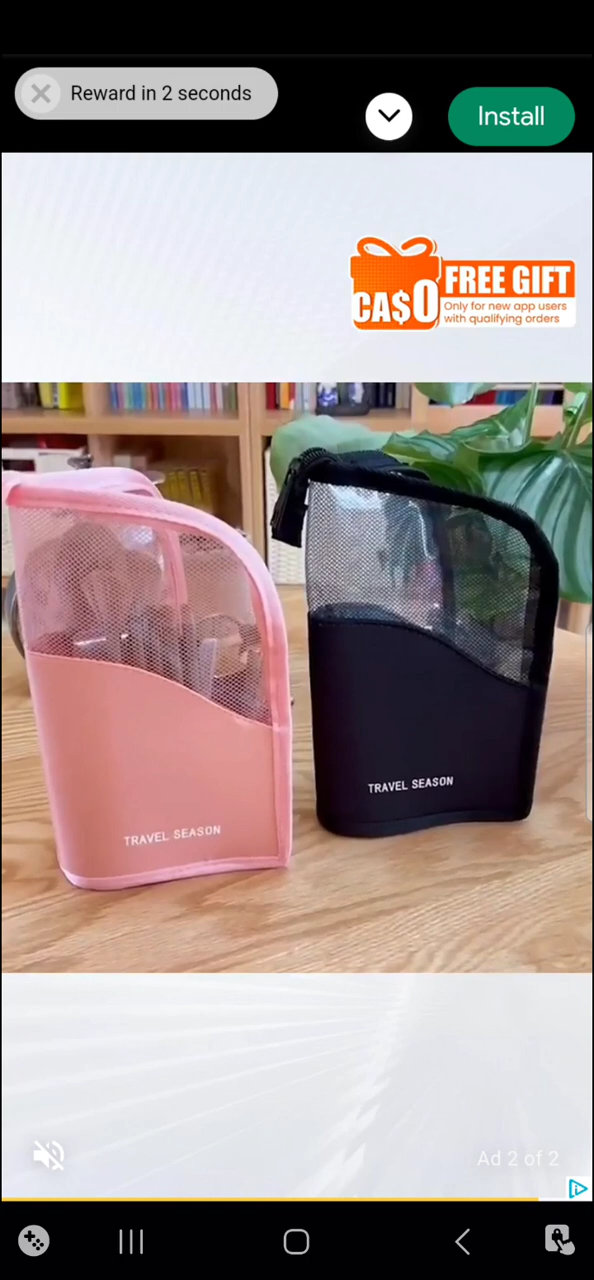 Reward in 2 seconds
Install
CA$0
FREE GIFT
Only for new app users
with qualifying orders
TRAVEL SEASON
TRAVEL SEASON
Ad 2 of 2